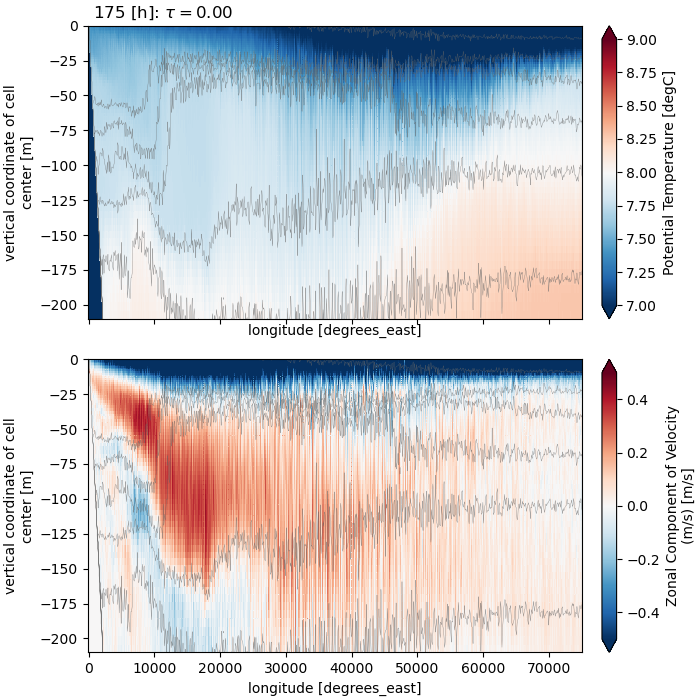 175 [h]: τ = 0.00
0
−25
−50
−75
−100
−125
−150
−175
−200
vertical coordinate of cell
center [m]
longitude [degrees_east]
9.00
8.75
8.50
8.25
8.00
7.75
7.50
7.25
7.00
Potential Temperature [degC]
0
−25
−50
−75
−100
−125
−150
−175
−200
vertical coordinate of cell
center [m]
0 10000 20000 30000 40000 50000 60000 70000
longitude [degrees_east]
0.4
0.2
0.0
−0.2
−0.4
Zonal Component of Velocity
(m/s) [m/s]